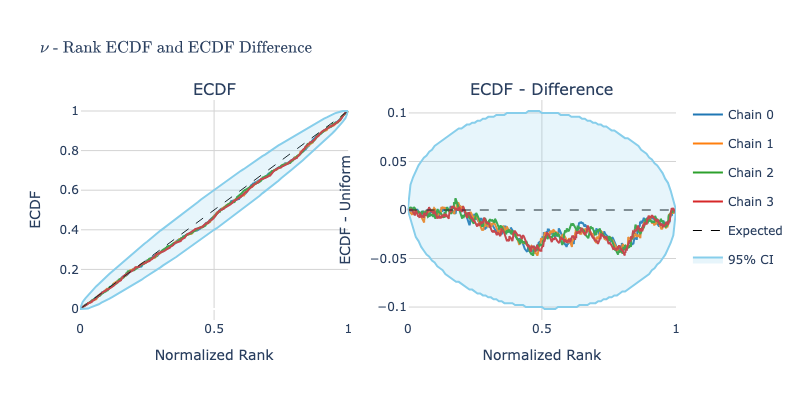 ν - Rank ECDF and ECDF Difference
ECDF
ECDF - Difference
ECDF
1
0.8
0.6
0.4
0.2
0
0
0.5
1
Normalized Rank
ECDF - Uniform
0.1
0.05
0
−0.05
−0.1
0
0.5
1
Normalized Rank
Chain 0
Chain 1
Chain 2
Chain 3
Expected
95% CI